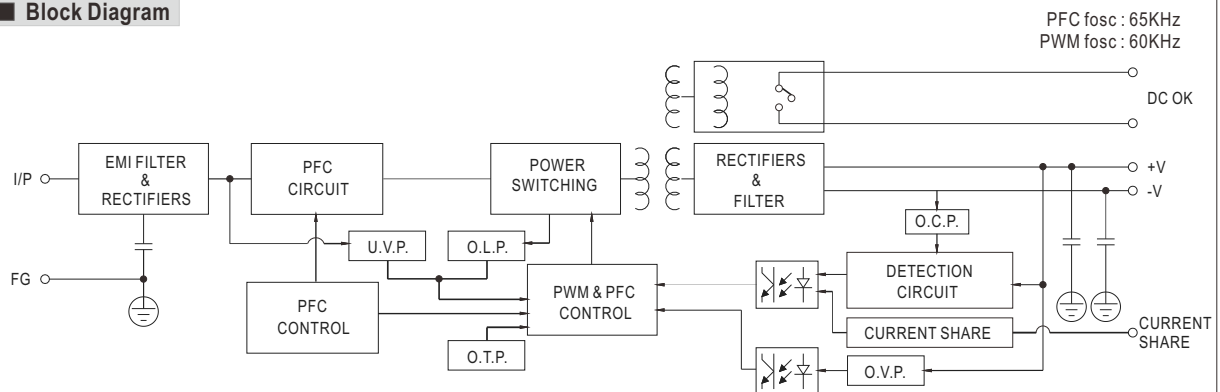 Block Diagram
PFC fosc : 65KHz
PWM fosc : 60KHz
DC OK
I/P
EMI FILTER
&
RECTIFIERS
PFC
CIRCUIT
POWER
SWITCHING
RECTIFIERS
&
FILTER
+V
-V
O.C.P.
U.V.P.
O.L.P.
FG
PFC
CONTROL
PWM & PFC
CONTROL
DETECTION
CIRCUIT
O.T.P.
CURRENT SHARE
CURRENT
SHARE
O.V.P.